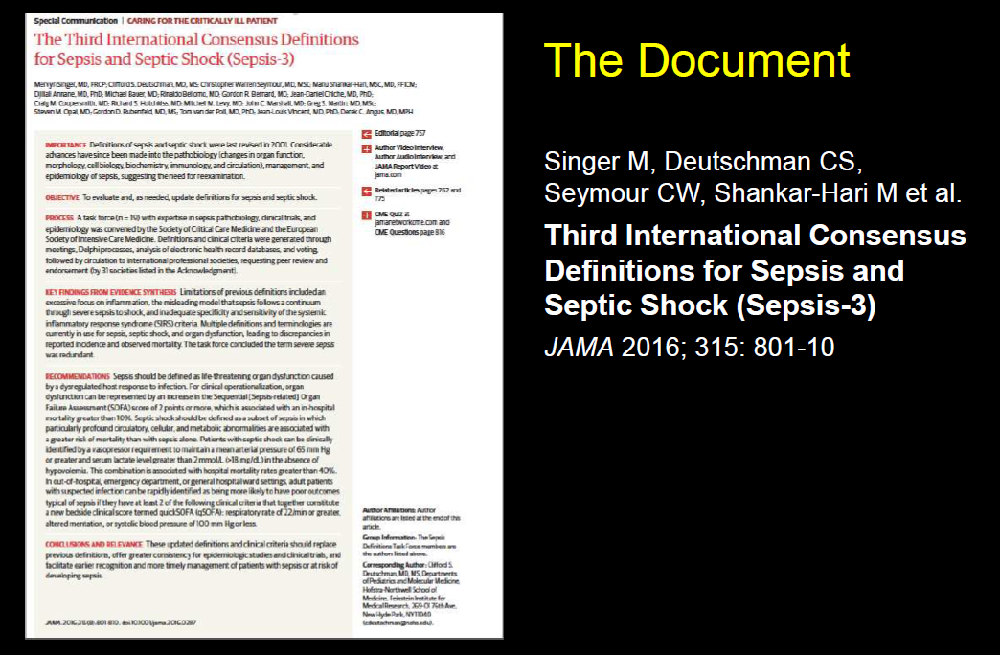 Special Communication | CARING FOR THE CRITICALLY ILL PATIENT
The Third International Consensus Definitions
for Sepsis and Septic Shock (Sepsis-3)
Mervyn Singer, MD, FRCP; Clifford S. Deutschman, MD, MS; Christopher Warren Seymour, MD, MSc; Manu Shankar-Hari, MSc, MD, FFICM;
Djillali Annane, MD, PhD; Michael Bauer, MD; Rinaldo Bellomo, MD; Gordon R. Bernard, MD; Jean-Daniel Chiche, MD, PhD;
Craig M. Coopersmith, MD; Richard S. Hotchkiss, MD; Mitchell M. Levy, MD; John C. Marshall, MD; Greg S. Martin, MD, MSc;
Steven M. Opal, MD; Gordon D. Rubenfeld, MD, MS; Tom van der Poll, MD, PhD; Jean-Louis Vincent, MD, PhD; Derek C. Angus, MD, MPH
IMPORTANCE Definitions of sepsis and septic shock were last revised in 2001. Considerable
advances have since been made into the pathobiology (changes in organ function,
morphology, cell biology, biochemistry, immunology, and circulation), management, and
epidemiology of sepsis, suggesting the need for reexamination.
OBJECTIVE To evaluate and, as needed, update definitions for sepsis and septic shock.
PROCESS A task force (n = 19) with expertise in sepsis pathobiology, clinical trials, and
epidemiology was convened by the Society of Critical Care Medicine and the European
Society of Intensive Care Medicine. Definitions and clinical criteria were generated through
meetings, Delphi processes, analysis of electronic health record databases, and voting,
followed by circulation to international professional societies, requesting peer review and
endorsement (by 31 societies listed in the Acknowledgment).
KEY FINDINGS FROM EVIDENCE SYNTHESIS Limitations of previous definitions included an
excessive focus on inflammation, the misleading model that sepsis follows a continuum
through severe sepsis to shock, and inadequate specificity and sensitivity of the systemic
inflammatory response syndrome (SIRS) criteria. Multiple definitions and terminologies are
currently in use for sepsis, septic shock, and organ dysfunction, leading to discrepancies in
reported incidence and observed mortality. The task force concluded the term severe sepsis
was redundant.
RECOMMENDATIONS Sepsis should be defined as life-threatening organ dysfunction caused
by a dysregulated host response to infection. For clinical operationalization, organ
dysfunction can be represented by an increase in the Sequential [Sepsis-related] Organ
Failure Assessment (SOFA) score of 2 points or more, which is associated with an in-hospital
mortality greater than 10%. Septic shock should be defined as a subset of sepsis in which
particularly profound circulatory, cellular, and metabolic abnormalities are associated with
a greater risk of mortality than with sepsis alone. Patients with septic shock can be clinically
identified by a vasopressor requirement to maintain a mean arterial pressure of 65 mm Hg
or greater and serum lactate level greater than 2 mmol/L (>18 mg/dL) in the absence of
hypovolemia. This combination is associated with hospital mortality rates greater than 40%.
In out-of-hospital, emergency department, or general hospital ward settings, adult patients
with suspected infection can be rapidly identified as being more likely to have poor outcomes
typical of sepsis if they have at least 2 of the following clinical criteria that together constitute
a new bedside clinical score termed quickSOFA (qSOFA): respiratory rate of 22/min or greater,
altered mentation, or systolic blood pressure of 100 mm Hg or less.
CONCLUSIONS AND RELEVANCE These updated definitions and clinical criteria should replace
previous definitions, offer greater consistency for epidemiologic studies and clinical trials, and
facilitate earlier recognition and more timely management of patients with sepsis or at risk of
developing sepsis.
JAMA. 2016;315(8):801-810. doi:10.1001/jama.2016.0287
Editorial page 757
Author Video Interview,
Author Audio Interview, and
JAMA Report Video at
jama.com
Related articles pages 762 and
775
CME Quiz at
jamanetworkcme.com and
CME Questions page 816
Author Affiliations: Author
affiliations are listed at the end of this
article.
Group Information: The Sepsis
Definitions Task Force members are
the authors listed above.
Corresponding Author: Clifford S.
Deutschman, MD, MS, Departments
of Pediatrics and Molecular Medicine,
Hofstra-Northwell School of
Medicine, Feinstein Institute for
Medical Research, 269-01 76th Ave,
New Hyde Park, NY 11040
(cdeutschman@nshs.edu).
The Document
Singer M, Deutschman CS,
Seymour CW, Shankar-Hari M et al.
Third International Consensus
Definitions for Sepsis and
Septic Shock (Sepsis-3)
JAMA 2016; 315: 801-10